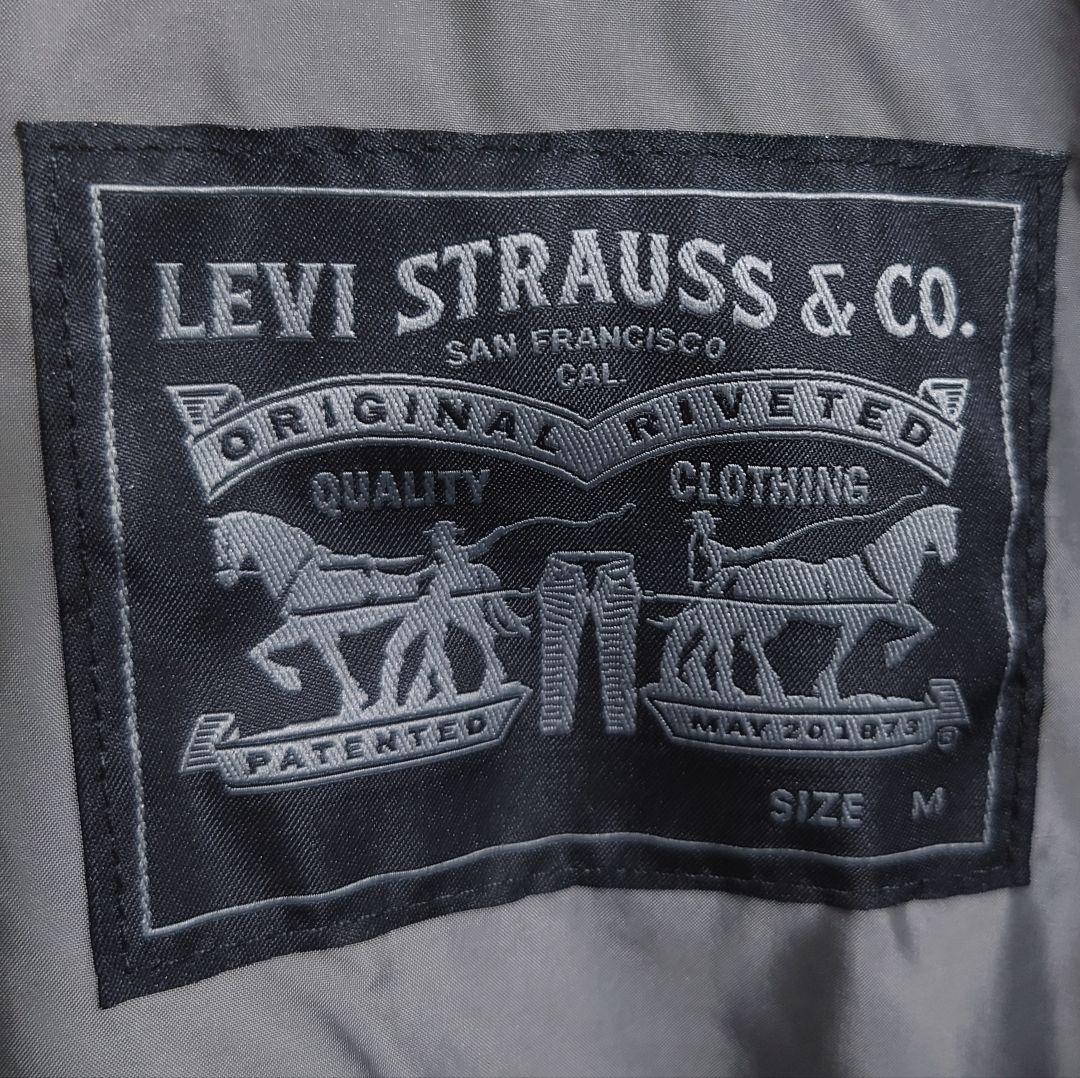 LEVI STRAUSS & CO.
SAN FRANCISCO
CAL.
ORIGINAL RIVETED
QUALITY CLOTHING
PATENTED MAY 20 1873 ®
SIZE M